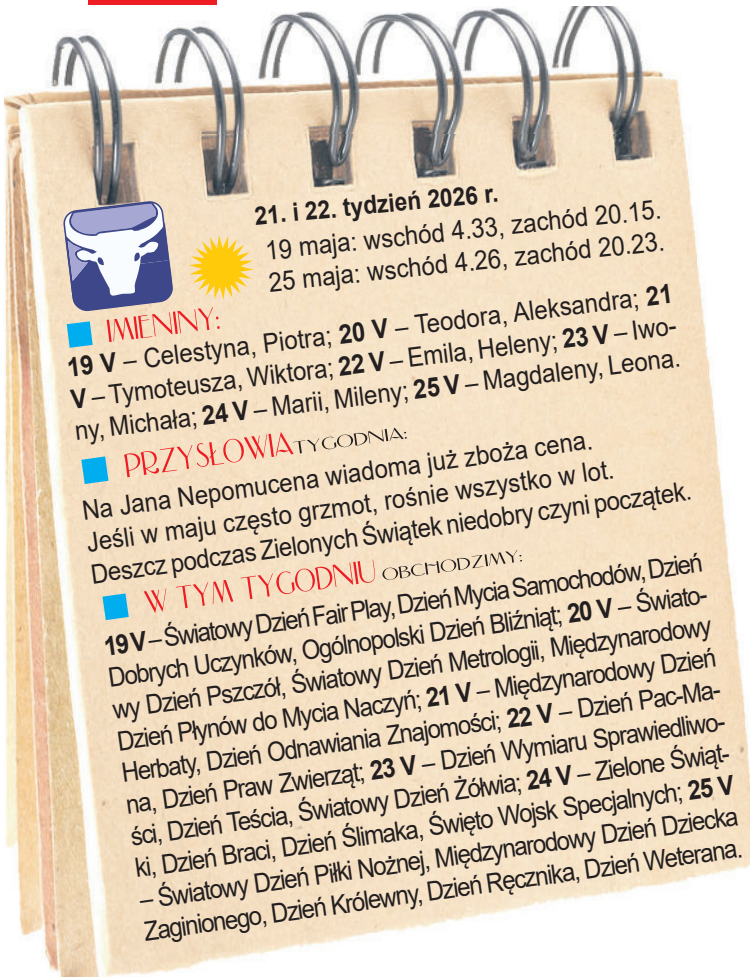 21. i 22. tydzień 2026 r.
19 maja: wschód 4.33, zachód 20.15.
25 maja: wschód 4.26, zachód 20.23.
IMIENINY:
19 V – Celestyna, Piotra; 20 V – Teodora, Aleksandra; 21
V – Tymoteusza, Wiktora; 22 V – Emila, Heleny; 23 V – Iwo-
ny, Michała; 24 V – Marii, Mileny; 25 V – Magdaleny, Leona.
PRZYSŁOWIA TYGODNIA:
Na Jana Nepomucena wiadoma już zboża cena.
Jeśli w maju często grzmot, rośnie wszystko w lot.
Deszcz podczas Zielonych Świątek niedobry czyni początek.
W TYM TYGODNIU OBCHODZIMY:
19 V – Światowy Dzień Fair Play, Dzień Mycia Samochodów, Dzień
Dobrych Uczynków, Ogólnopolski Dzień Bliźniąt; 20 V – Świato-
wy Dzień Pszczół, Światowy Dzień Metrologii, Międzynarodowy
Dzień Płynów do Mycia Naczyń; 21 V – Międzynarodowy Dzień
Herbaty, Dzień Odnawiania Znajomości; 22 V – Dzień Pac-Ma-
na, Dzień Praw Zwierząt; 23 V – Dzień Wymiaru Sprawiedliwo-
ści, Dzień Teścia, Światowy Dzień Żółwia; 24 V – Zielone Świąt-
ki, Dzień Braci, Dzień Ślimaka, Święto Wojsk Specjalnych; 25 V
– Światowy Dzień Piłki Nożnej, Międzynarodowy Dzień Dziecka
Zaginionego, Dzień Królewny, Dzień Ręcznika, Dzień Weterana.